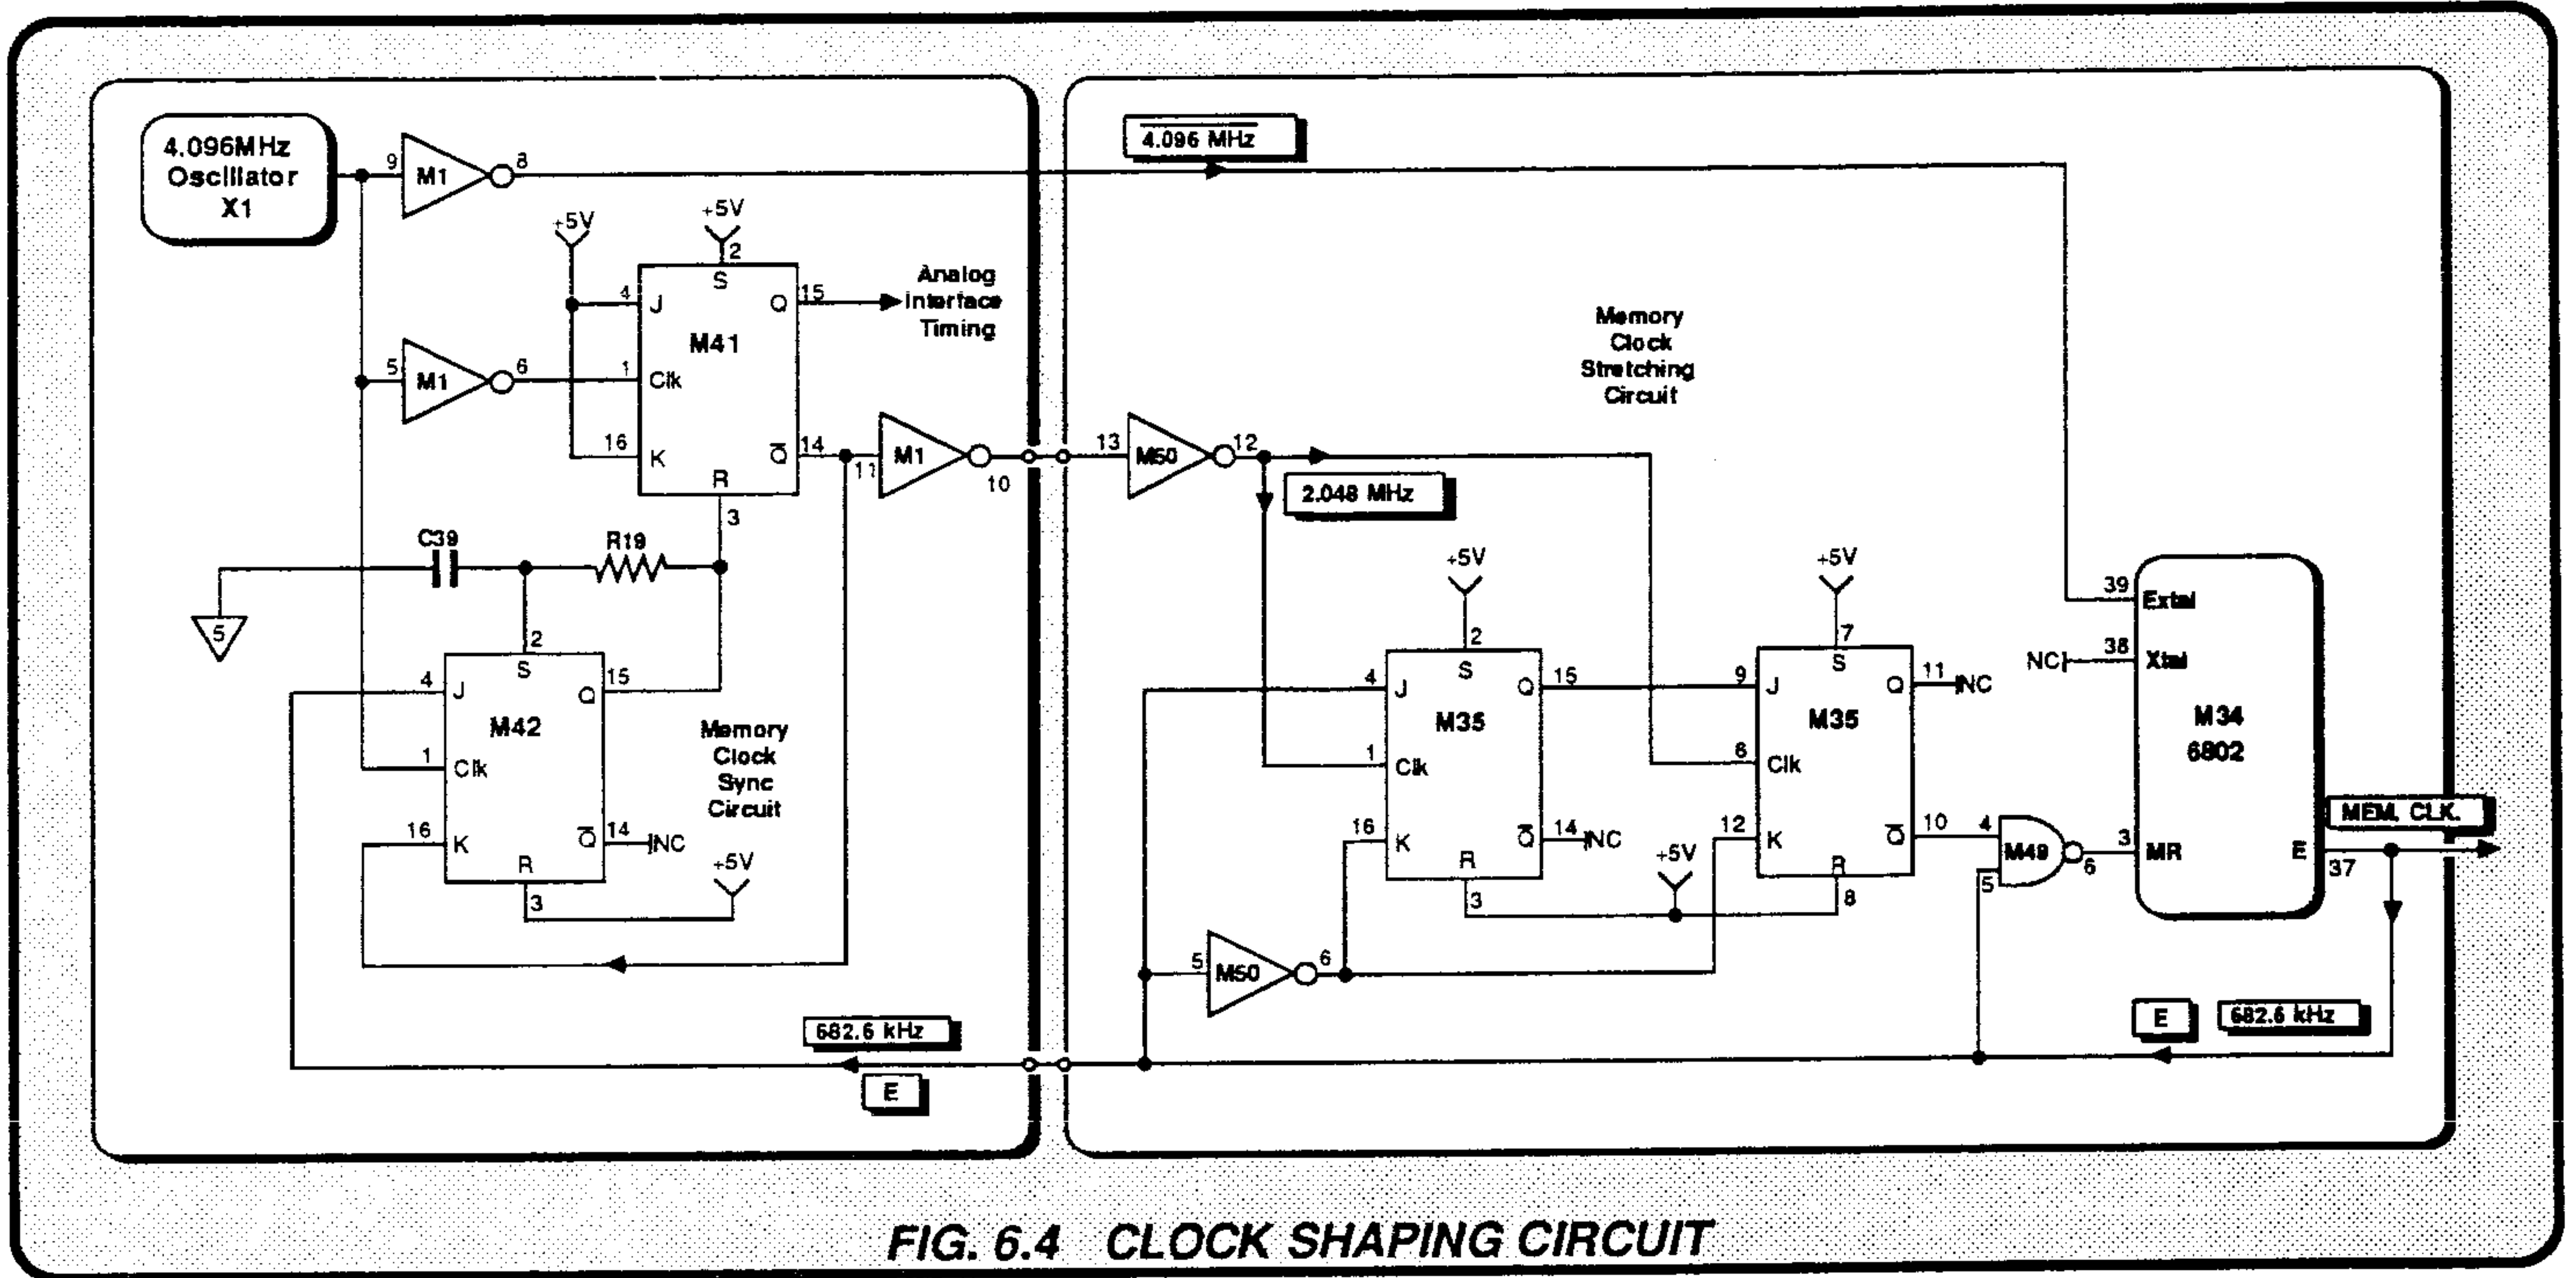 4.096MHz
Oscillator
X1
9
M1
8
4.096 MHz
+5V
+5V
2
S
4
J
Q
15
Analog
Interface
Timing
M41
5
M1
6
1
Clk
16
K
Q̅
14
R
3
11
M1
10
13
M50
12
2.048 MHz
Memory
Clock
Stretching
Circuit
C39
R19
5
2
S
4
J
Q
15
M42
1
Clk
16
K
Q̅
14
NC
R
3
+5V
Memory
Clock
Sync
Circuit
+5V
2
S
4
J
Q
15
M35
1
Clk
16
K
Q̅
14
NC
R
3
+5V
+5V
7
S
9
J
Q
11
NC
M35
6
Clk
12
K
Q̅
10
R
8
5
M50
6
4
5
M49
6
39
Extal
NC
38
Xtal
M34
6802
3
MR
E
37
MEM. CLK.
E
682.6 kHz
682.6 kHz
E
FIG. 6.4 CLOCK SHAPING CIRCUIT